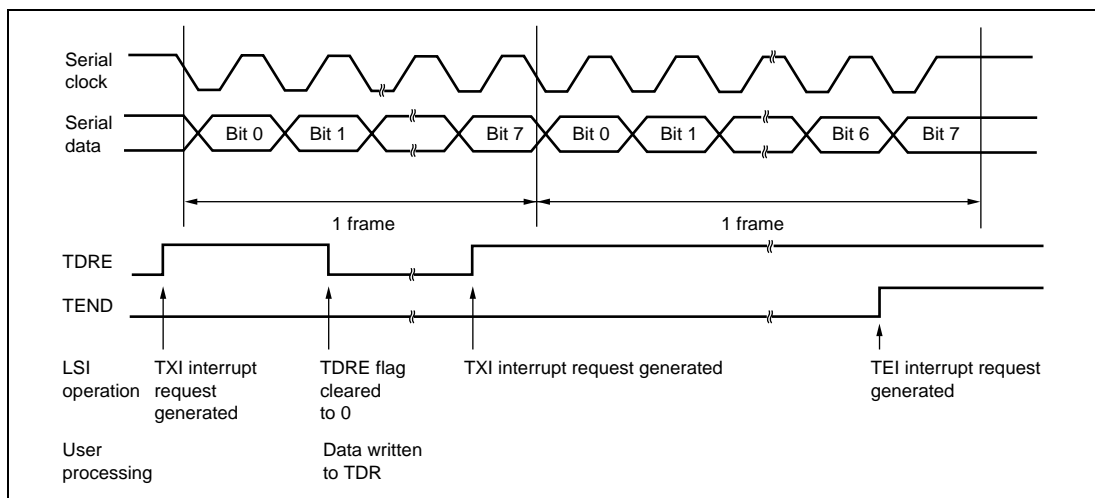 Serial
clock
Serial
data
Bit 0
Bit 1
Bit 7
Bit 0
Bit 1
Bit 6
Bit 7
1 frame
1 frame
TDRE
TEND
LSI
operation
TXI interrupt
request
generated
TDRE flag
cleared
to 0
TXI interrupt request generated
TEI interrupt request
generated
User
processing
Data written
to TDR